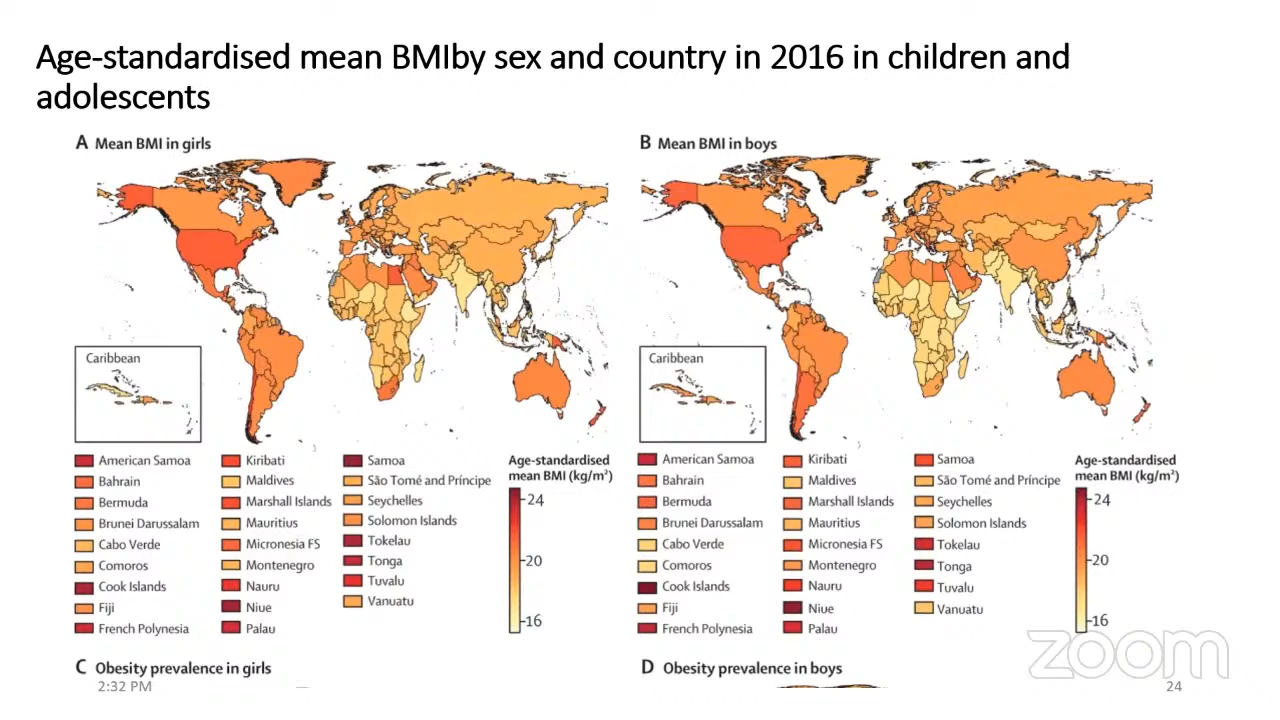 Age-standardised mean BMIby sex and country in 2016 in children and
adolescents
A Mean BMI in girls
Caribbean
American Samoa
Bahrain
Bermuda
Brunei Darussalam
Cabo Verde
Comoros
Cook Islands
Fiji
French Polynesia
Kiribati
Maldives
Marshall Islands
Mauritius
Micronesia FS
Montenegro
Nauru
Niue
Palau
Samoa
São Tomé and Príncipe
Seychelles
Solomon Islands
Tokelau
Tonga
Tuvalu
Vanuatu
Age-standardised
mean BMI (kg/m²)
24
20
16
B Mean BMI in boys
Caribbean
American Samoa
Bahrain
Bermuda
Brunei Darussalam
Cabo Verde
Comoros
Cook Islands
Fiji
French Polynesia
Kiribati
Maldives
Marshall Islands
Mauritius
Micronesia FS
Montenegro
Nauru
Niue
Palau
Samoa
São Tomé and Príncipe
Seychelles
Solomon Islands
Tokelau
Tonga
Tuvalu
Vanuatu
Age-standardised
mean BMI (kg/m²)
24
20
16
C Obesity prevalence in girls
D Obesity prevalence in boys
2:32 PM
zoom
24